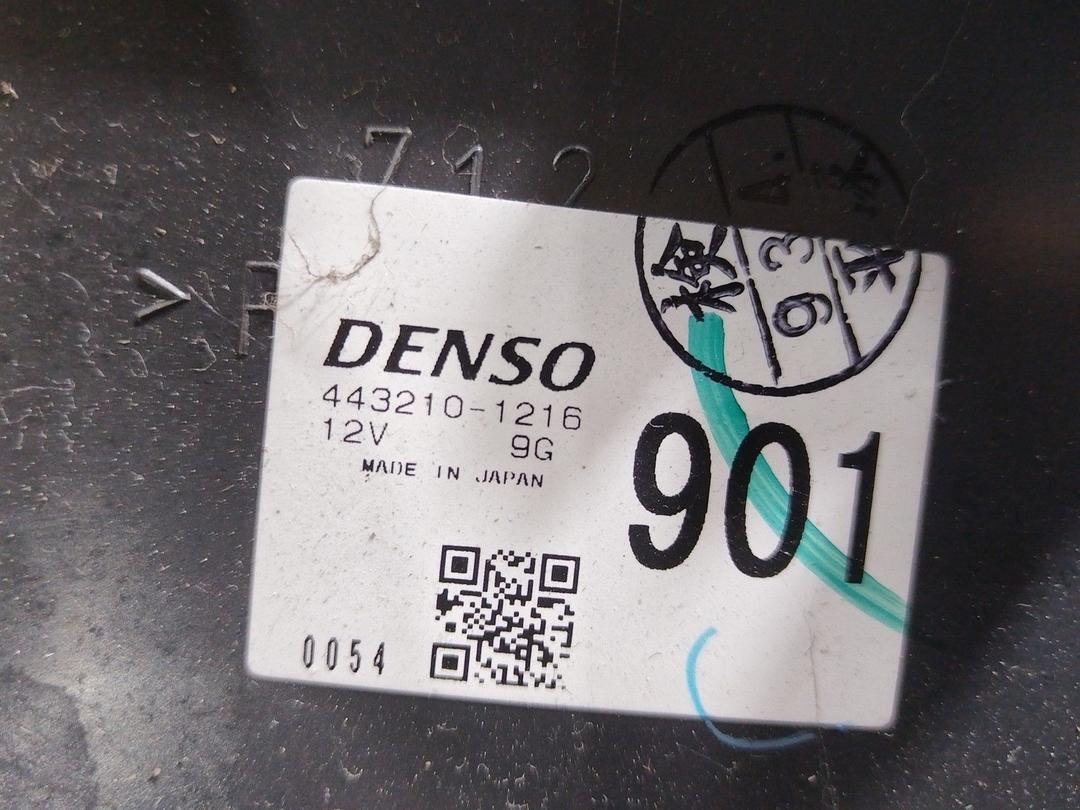 712
DENSO
443210-1216
12V 9G
MADE IN JAPAN
901
0054